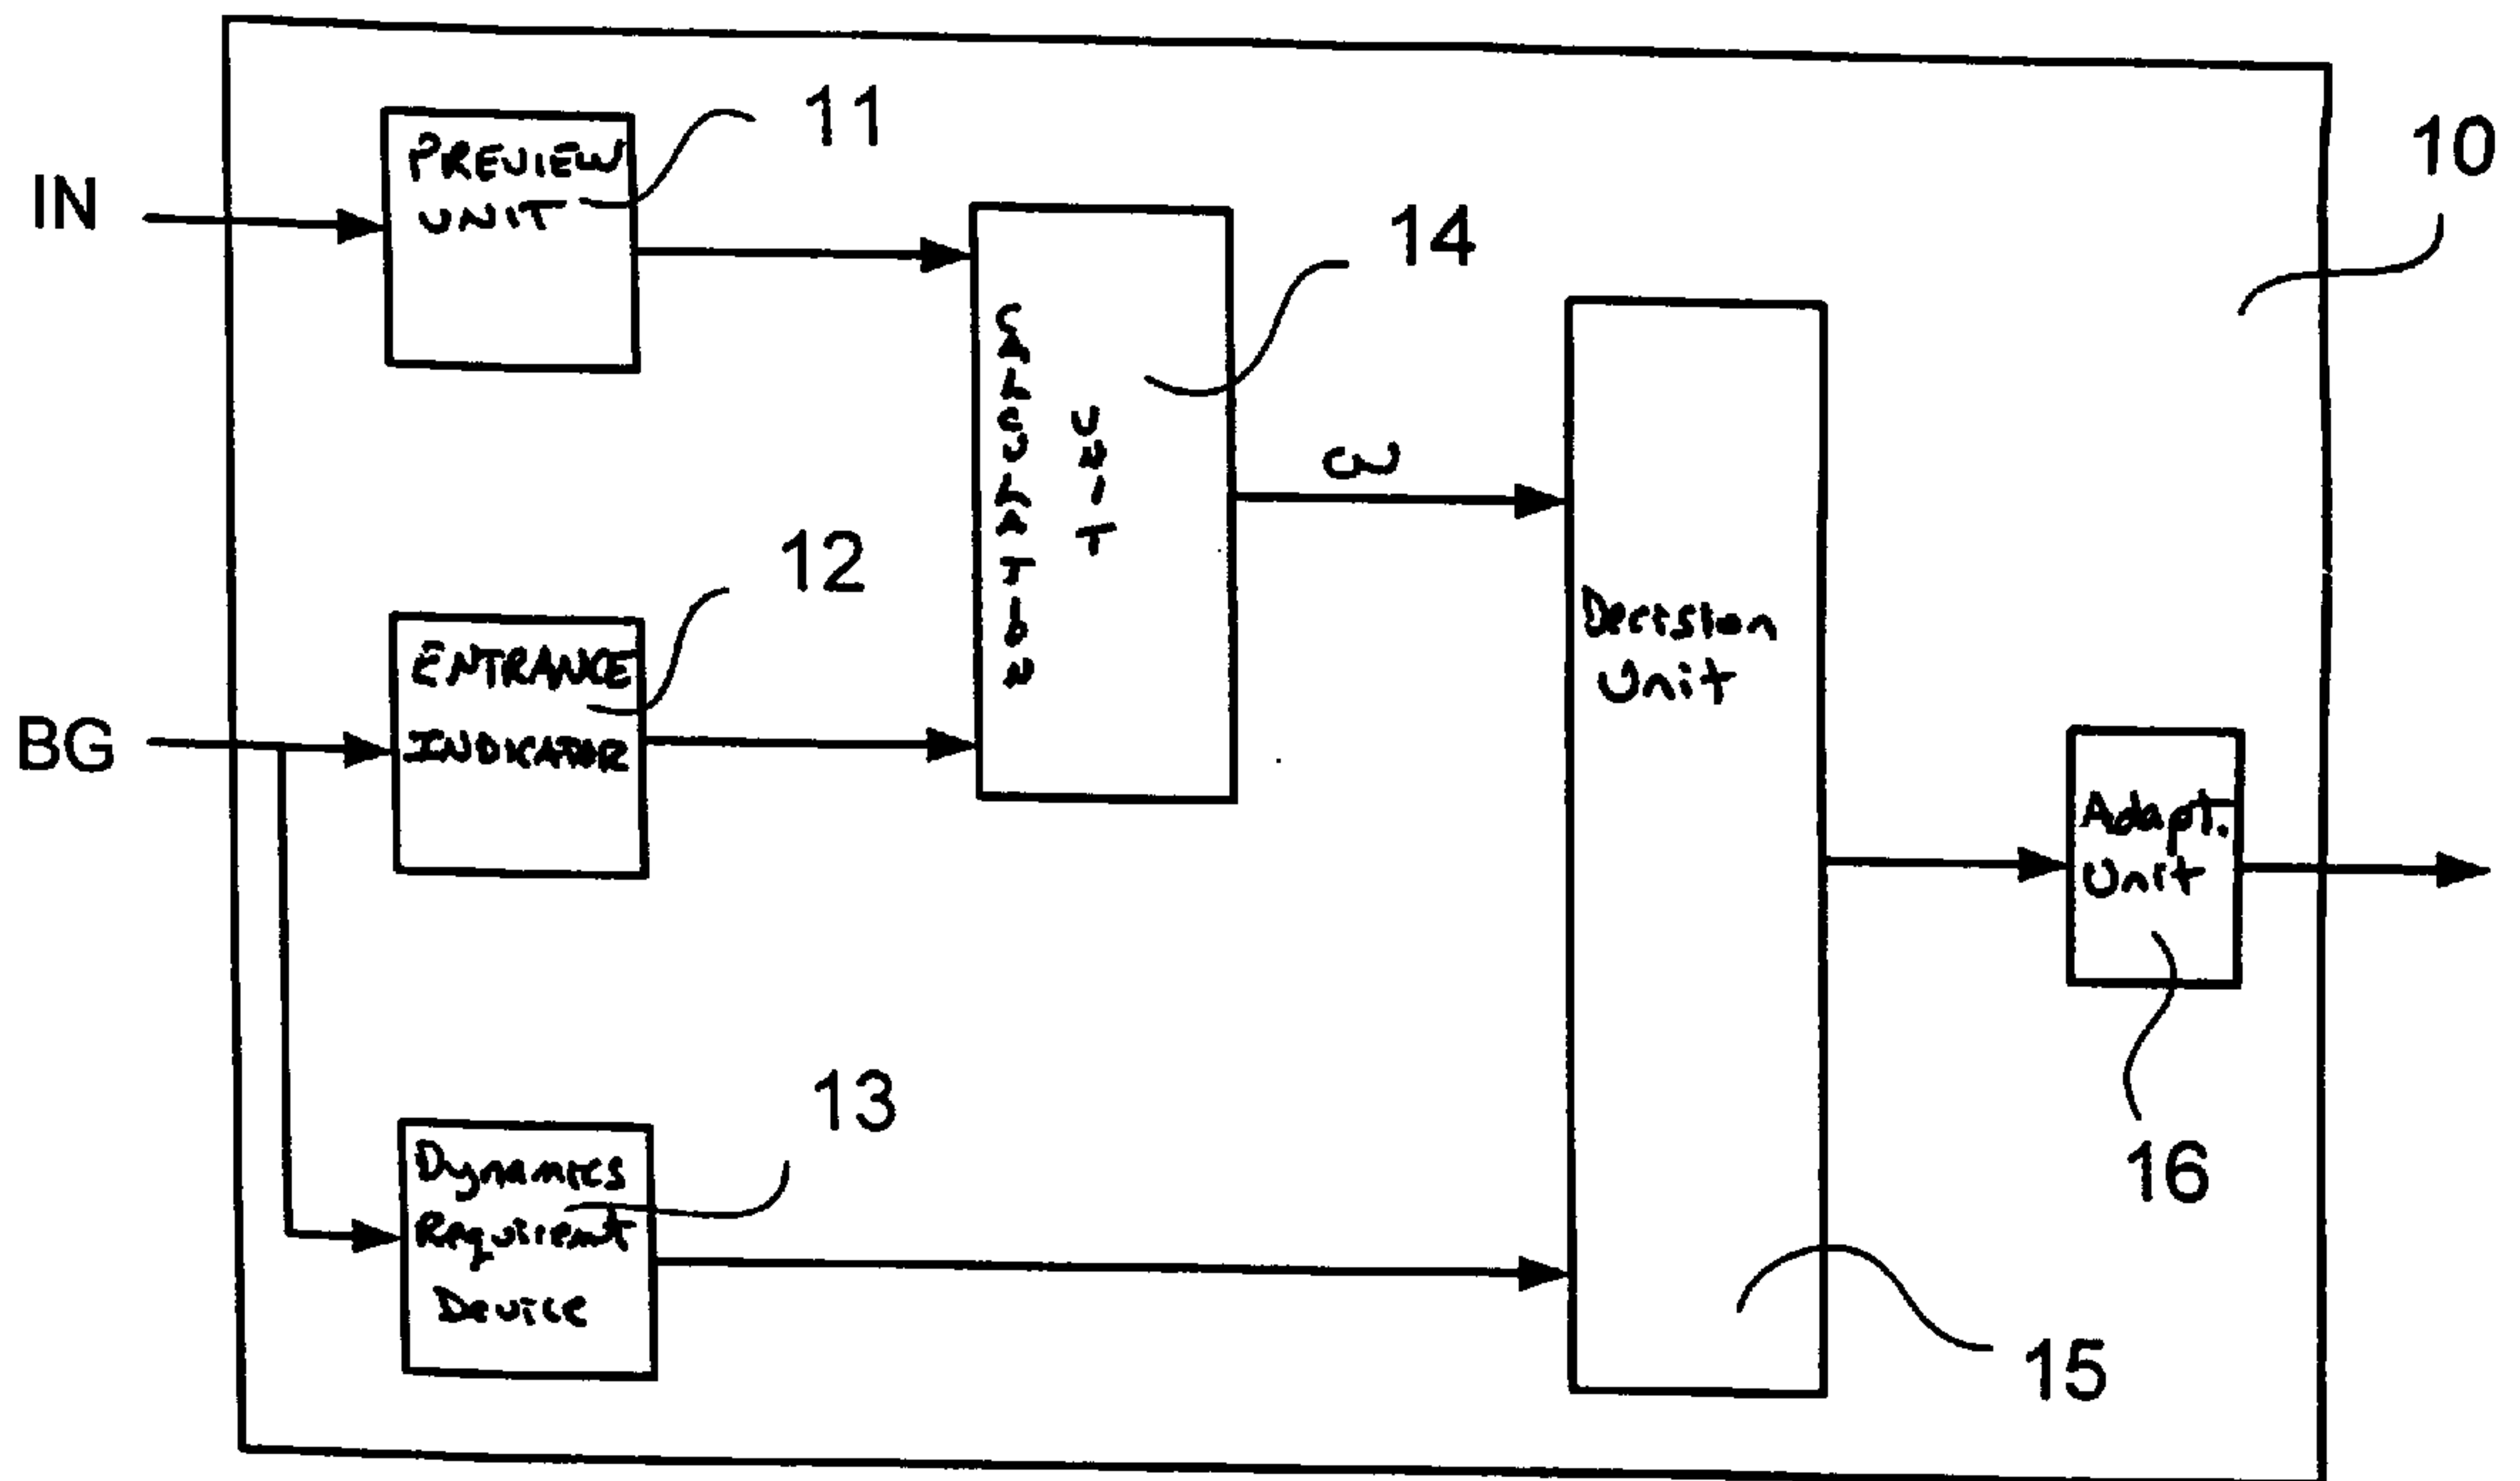 11
PREVIEW
UNIT
IN
10
14
CALCULATION
UNIT
ω
12
ENTRANCE
INDICATOR
BG
Decision
Unit
Adapt.
Unit
13
Dynamics
Device
16
15